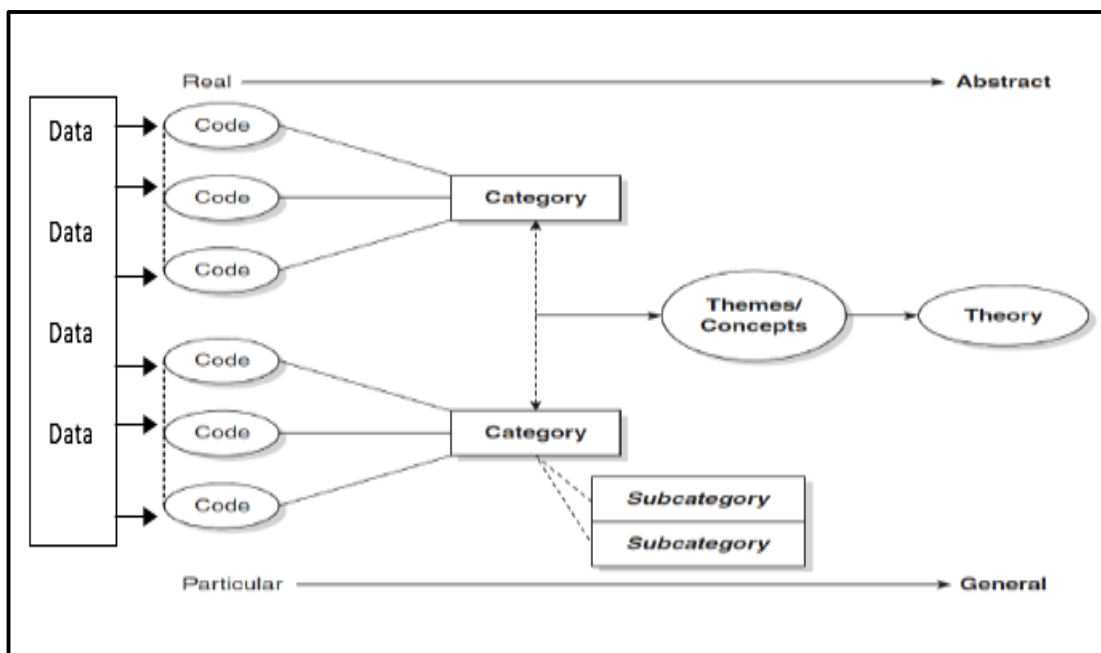 Real
Abstract
Data
Data
Data
Data
Code
Code
Code
Category
Code
Code
Code
Category
Subcategory
Subcategory
Themes/
Concepts
Theory
Particular
General